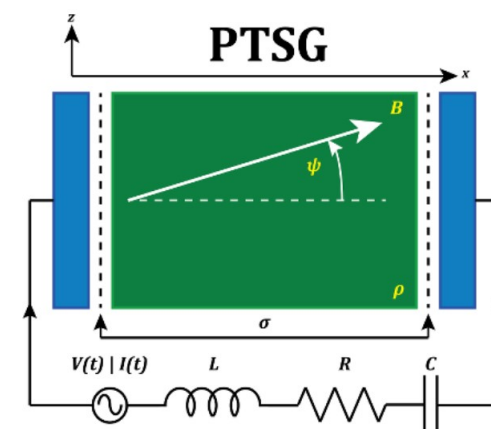 PTSG
z
x
B
ψ
ρ
σ
V(t) | I(t) L R C